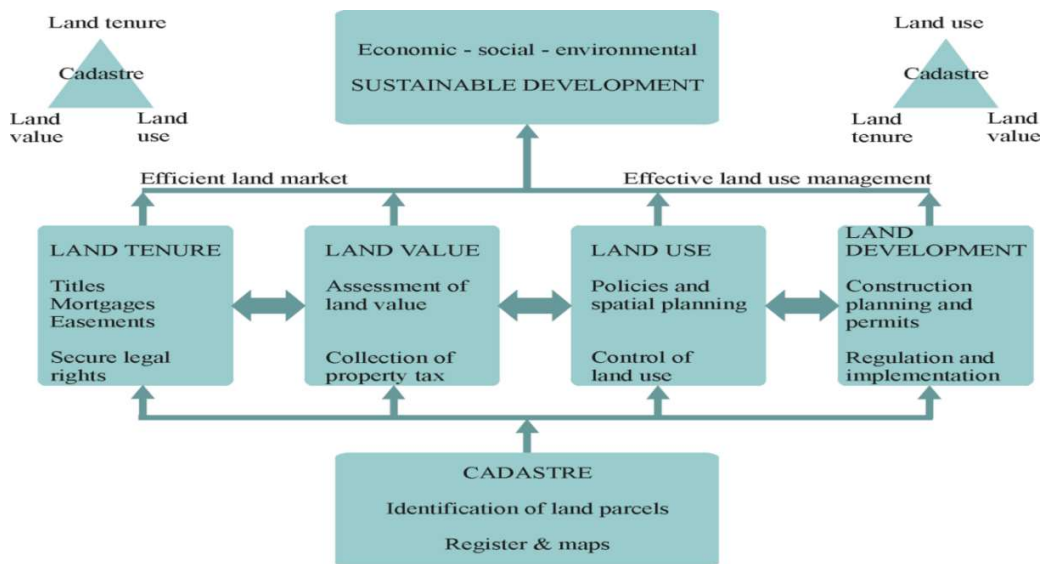 Land tenure
Cadastre
Land
value
Land
use
Economic - social - environmental
SUSTAINABLE DEVELOPMENT
Land use
Cadastre
Land
tenure
Land
value
Efficient land market
Effective land use management
LAND TENURE
Titles
Mortgages
Easements
Secure legal
rights
LAND VALUE
Assessment of
land value
Collection of
property tax
LAND USE
Policies and
spatial planning
Control of
land use
LAND
DEVELOPMENT
Construction
planning and
permits
Regulation and
implementation
CADASTRE
Identification of land parcels
Register & maps